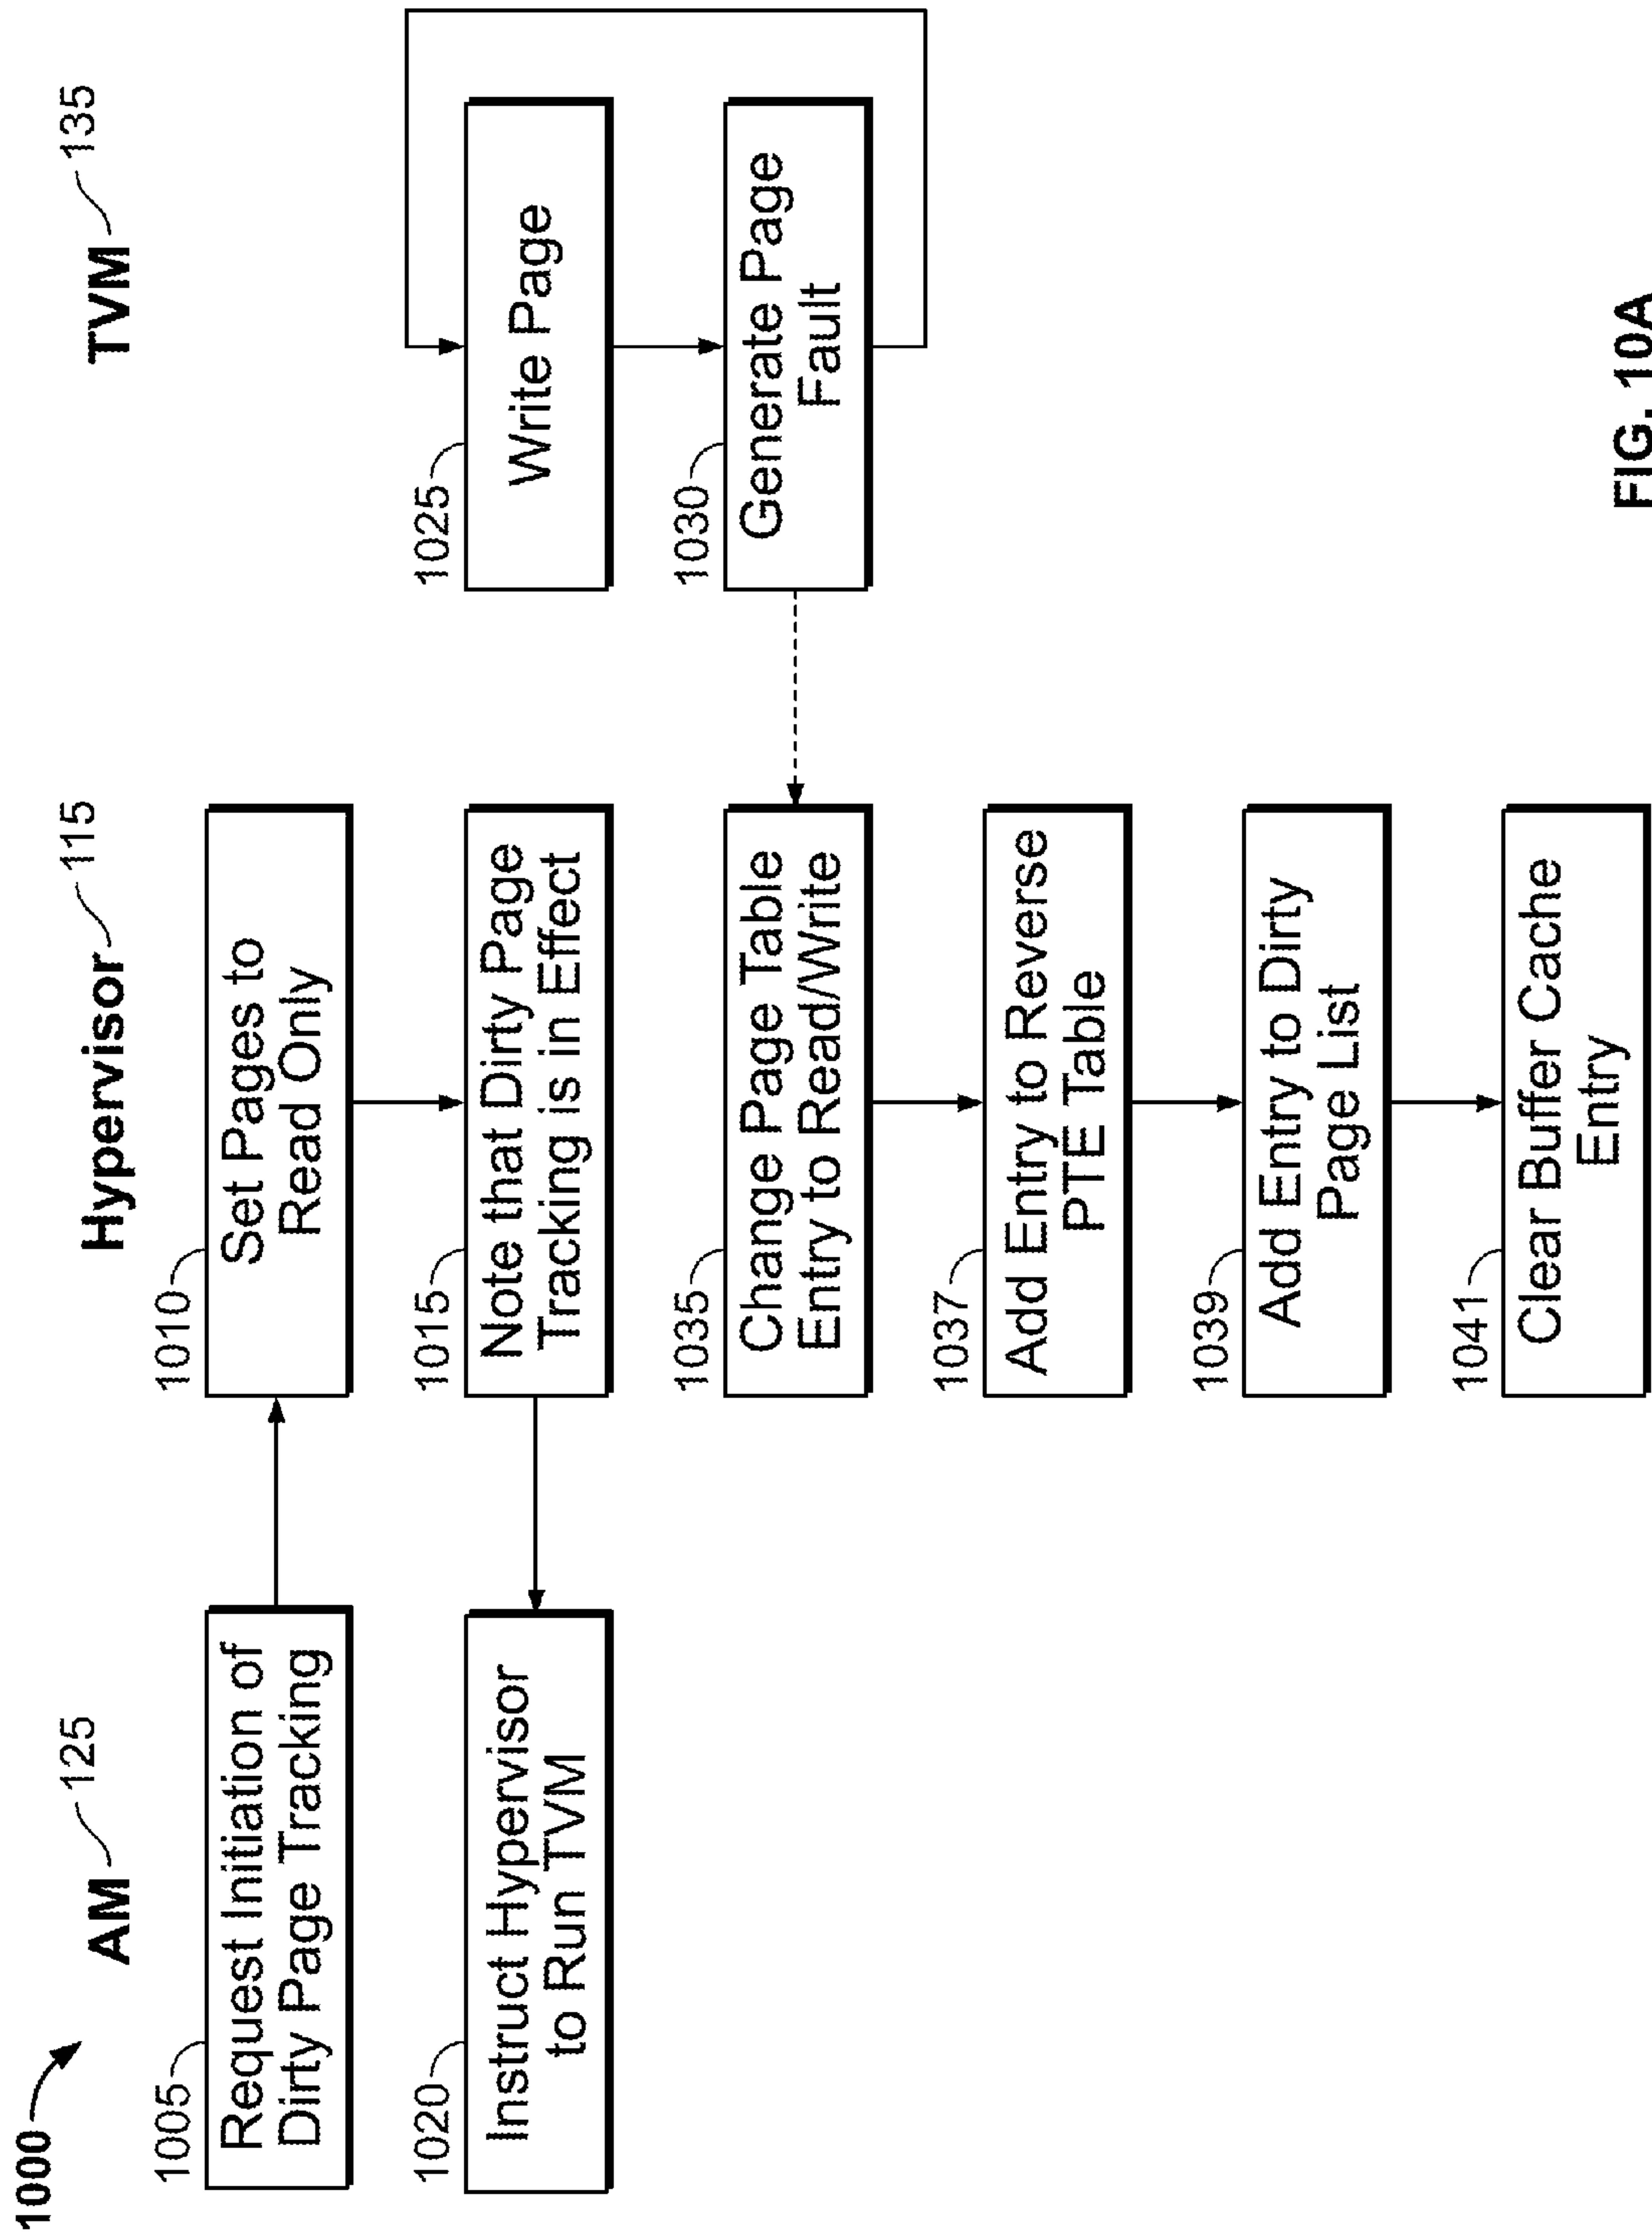 1000
AM 125
Hypervisor 115
TVM 135
1005
Request Initiation of
Dirty Page Tracking
1010
Set Pages to
Read Only
1020
Instruct Hypervisor
to Run TVM
1015
Note that Dirty Page
Tracking is in Effect
1025
Write Page
1035
Change Page Table
Entry to Read/Write
1030
Generate Page
Fault
1037
Add Entry to Reverse
PTE Table
1039
Add Entry to Dirty
Page List
1041
Clear Buffer Cache
Entry
FIG. 10A